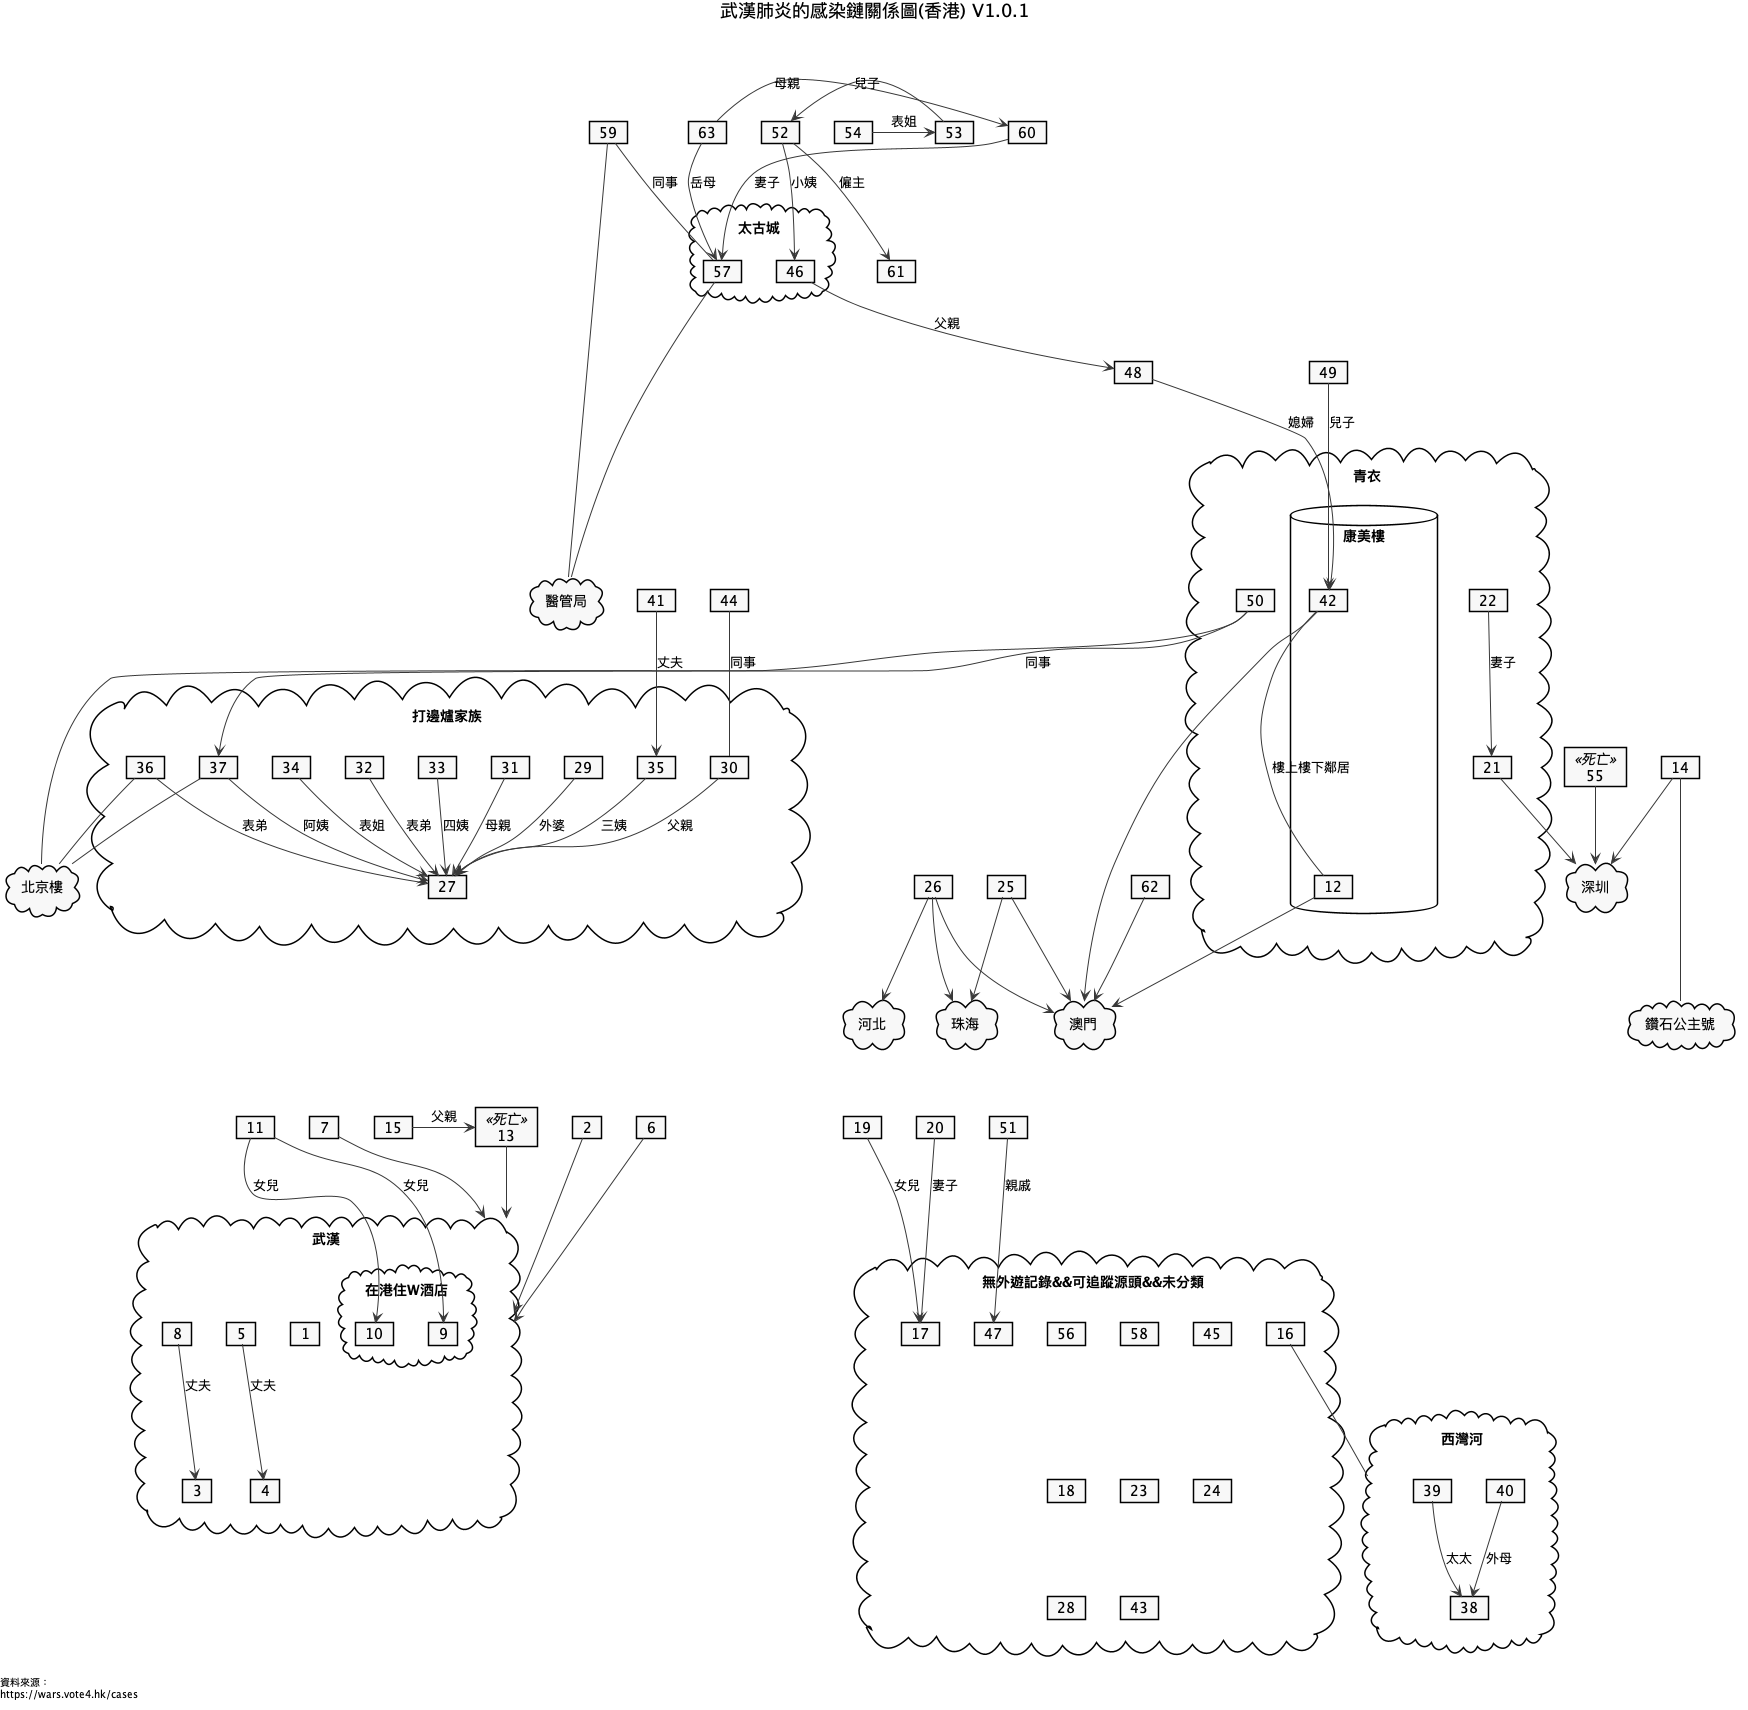 武漢肺炎的感染鏈關係圖(香港) V1.0.1
母親
兒子
59
63
52
54
表姐
53
60
同事
岳母
妻子
小姨
僱主
太古城
57
46
61
父親
48
49
媳婦
兒子
青衣
康美樓
醫管局
41
44
50
42
22
丈夫
同事
同事
妻子
打邊爐家族
36
37
34
32
33
31
29
35
30
樓上樓下鄰居
21
«死亡»
55
14
表弟
阿姨
表姐
表弟
四姨
母親
外婆
三姨
父親
北京樓
27
26
25
62
12
深圳
河北
珠海
澳門
鑽石公主號
11
7
15
父親
«死亡»
13
2
6
19
20
51
女兒
女兒
女兒
妻子
親戚
武漢
在港住W酒店
無外遊記錄&&可追蹤源頭&&未分類
8
5
1
10
9
17
47
56
58
45
16
丈夫
丈夫
西灣河
3
4
18
23
24
39
40
太太
外母
28
43
38
資料來源：
https://wars.vote4.hk/cases